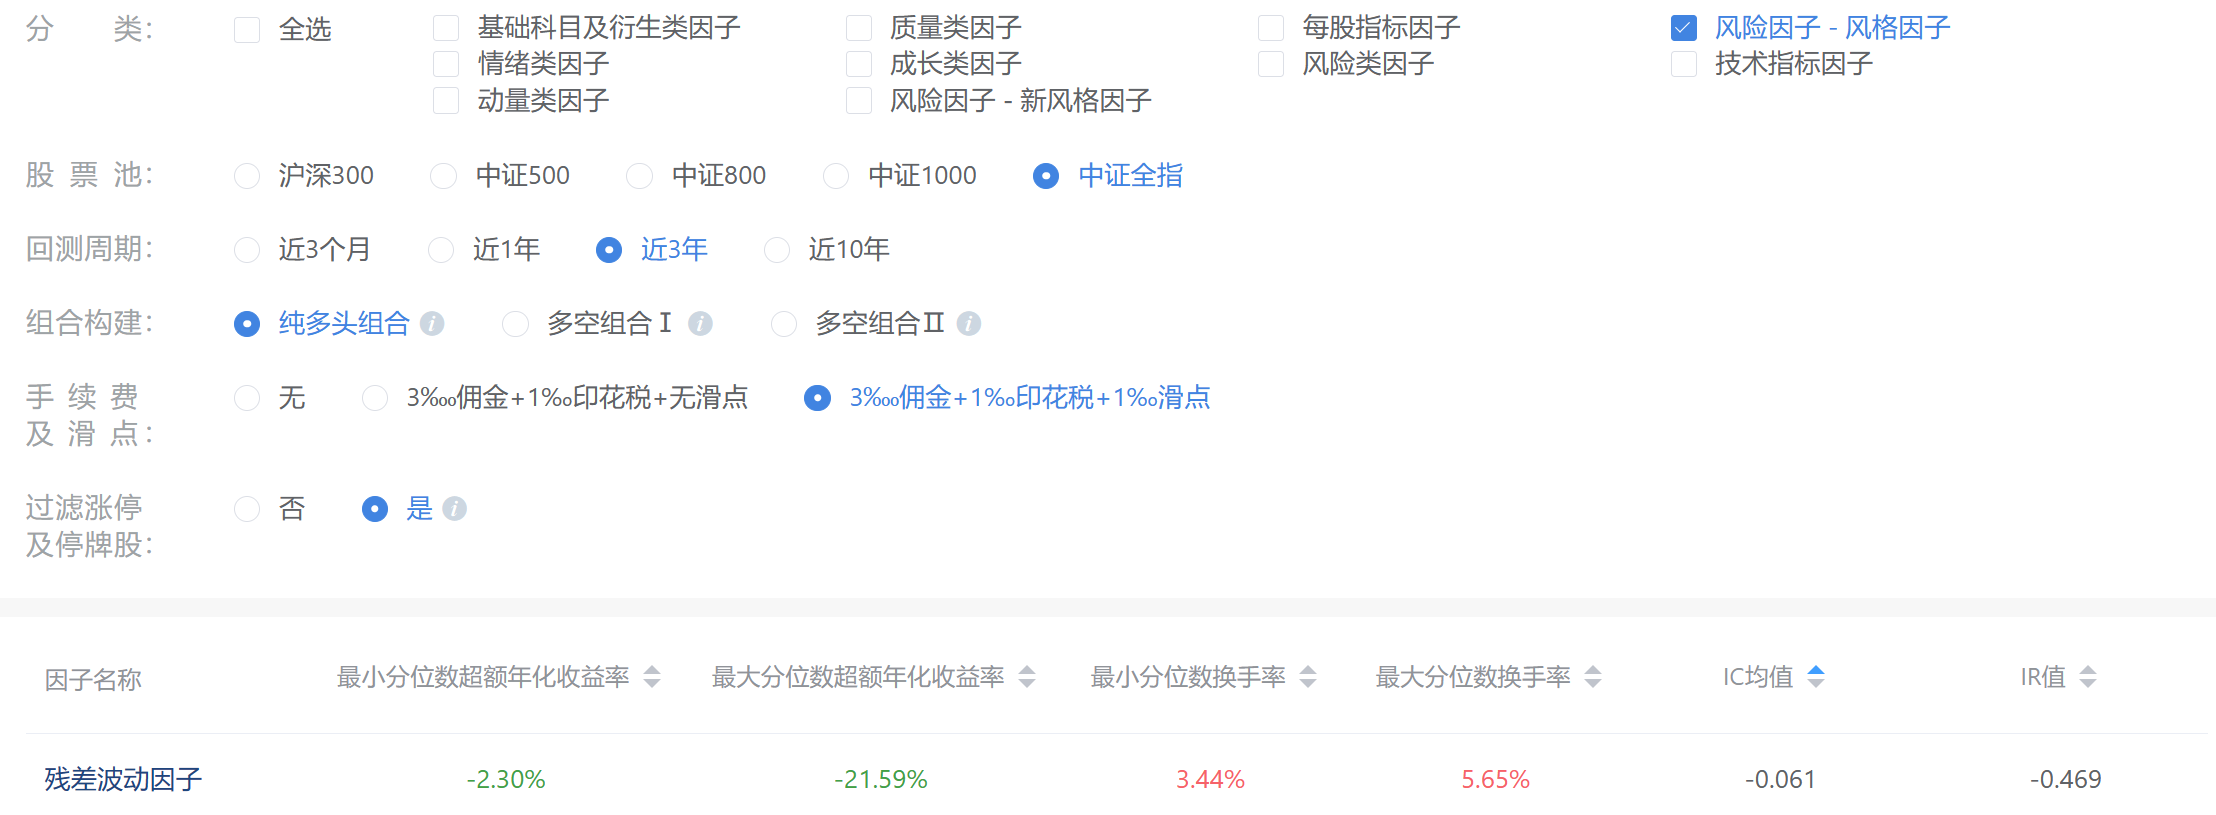 分 类： 全选 基础科目及衍生类因子 质量类因子 每股指标因子 风险因子 - 风格因子
情绪类因子 成长类因子 风险类因子 技术指标因子
动量类因子 风险因子 - 新风格因子
股 票 池： 沪深300 中证500 中证800 中证1000 中证全指
回测周期： 近3个月 近1年 近3年 近10年
组合构建： 纯多头组合 i 多空组合Ⅰ i 多空组合Ⅱ i
手 续 费 无 3‱佣金+1‰印花税+无滑点 3‱佣金+1‰印花税+1‰滑点
及 滑 点：
过滤涨停 否 是 i
及停牌股：
因子名称 最小分位数超额年化收益率 最大分位数超额年化收益率 最小分位数换手率 最大分位数换手率 IC均值 IR值
残差波动因子 -2.30% -21.59% 3.44% 5.65% -0.061 -0.469